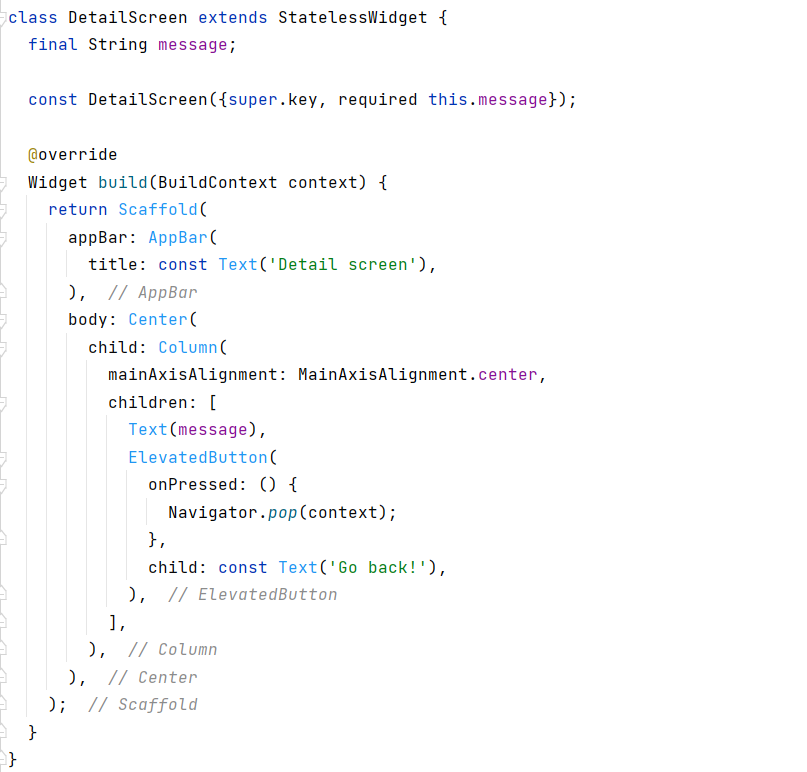 class DetailScreen extends StatelessWidget {
  final String message;

  const DetailScreen({super.key, required this.message});

  @override
  Widget build(BuildContext context) {
    return Scaffold(
      appBar: AppBar(
        title: const Text('Detail screen'),
      ),  // AppBar
      body: Center(
        child: Column(
          mainAxisAlignment: MainAxisAlignment.center,
          children: [
            Text(message),
            ElevatedButton(
              onPressed: () {
                Navigator.pop(context);
              },
              child: const Text('Go back!'),
            ),  // ElevatedButton
          ],
        ),  // Column
      ),  // Center
    );  // Scaffold
  }
}